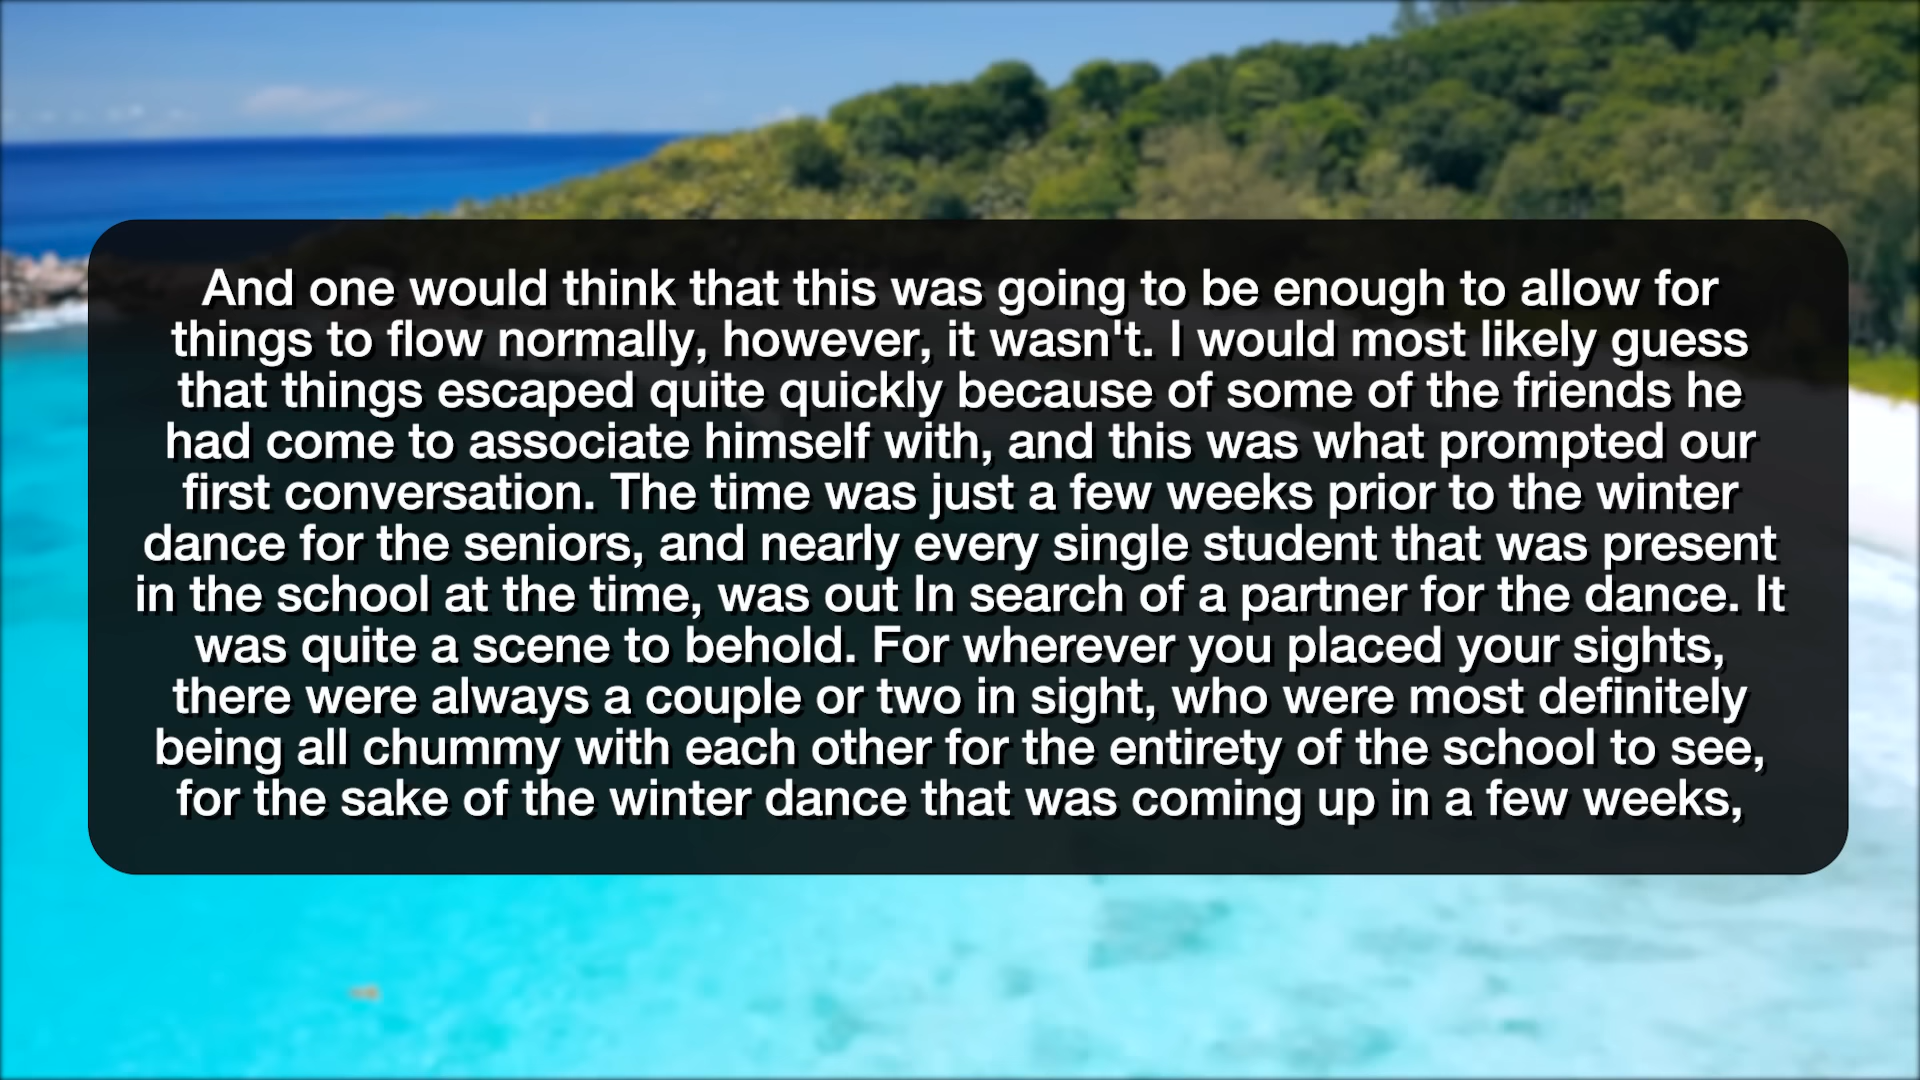 And one would think that this was going to be enough to allow for
things to flow normally, however, it wasn't. I would most likely guess
that things escaped quite quickly because of some of the friends he
had come to associate himself with, and this was what prompted our
first conversation. The time was just a few weeks prior to the winter
dance for the seniors, and nearly every single student that was present
in the school at the time, was out In search of a partner for the dance. It
was quite a scene to behold. For wherever you placed your sights,
there were always a couple or two in sight, who were most definitely
being all chummy with each other for the entirety of the school to see,
for the sake of the winter dance that was coming up in a few weeks,